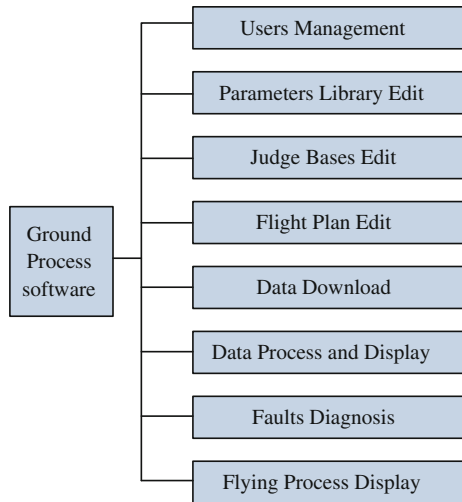 Users Management
Parameters Library Edit
Judge Bases Edit
Flight Plan Edit
Ground
Process
software
Data Download
Data Process and Display
Faults Diagnosis
Flying Process Display